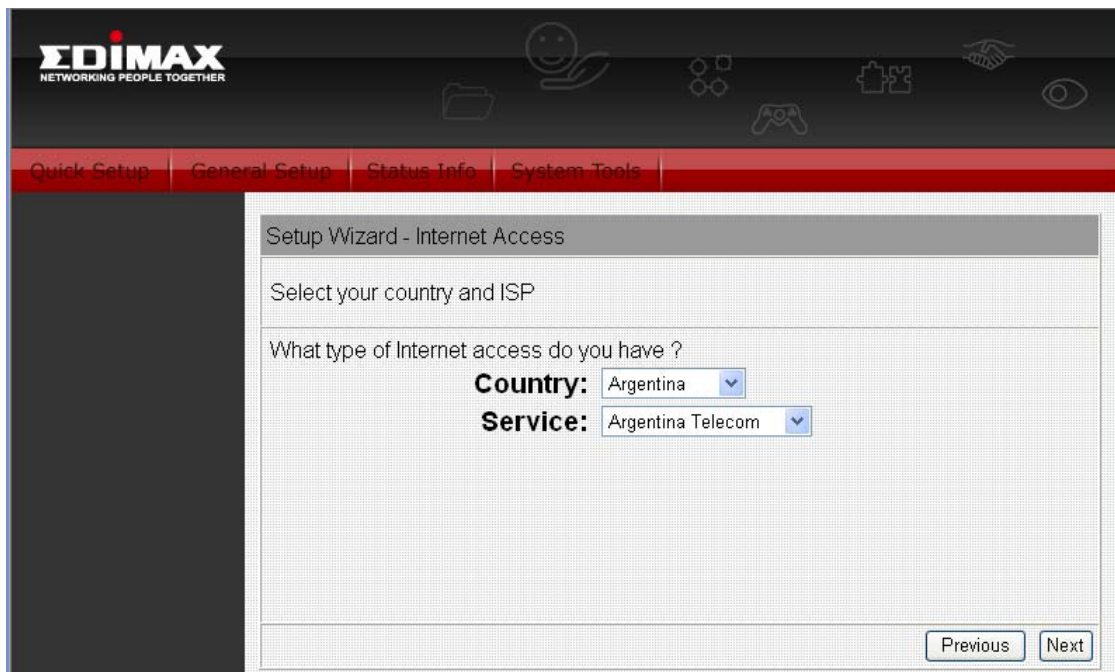 EDIMAX
NETWORKING PEOPLE TOGETHER
Quick Setup General Setup Status Info System Tools
Setup Wizard - Internet Access
Select your country and ISP
What type of Internet access do you have ?
Country: Argentina
Service: Argentina Telecom
Previous Next